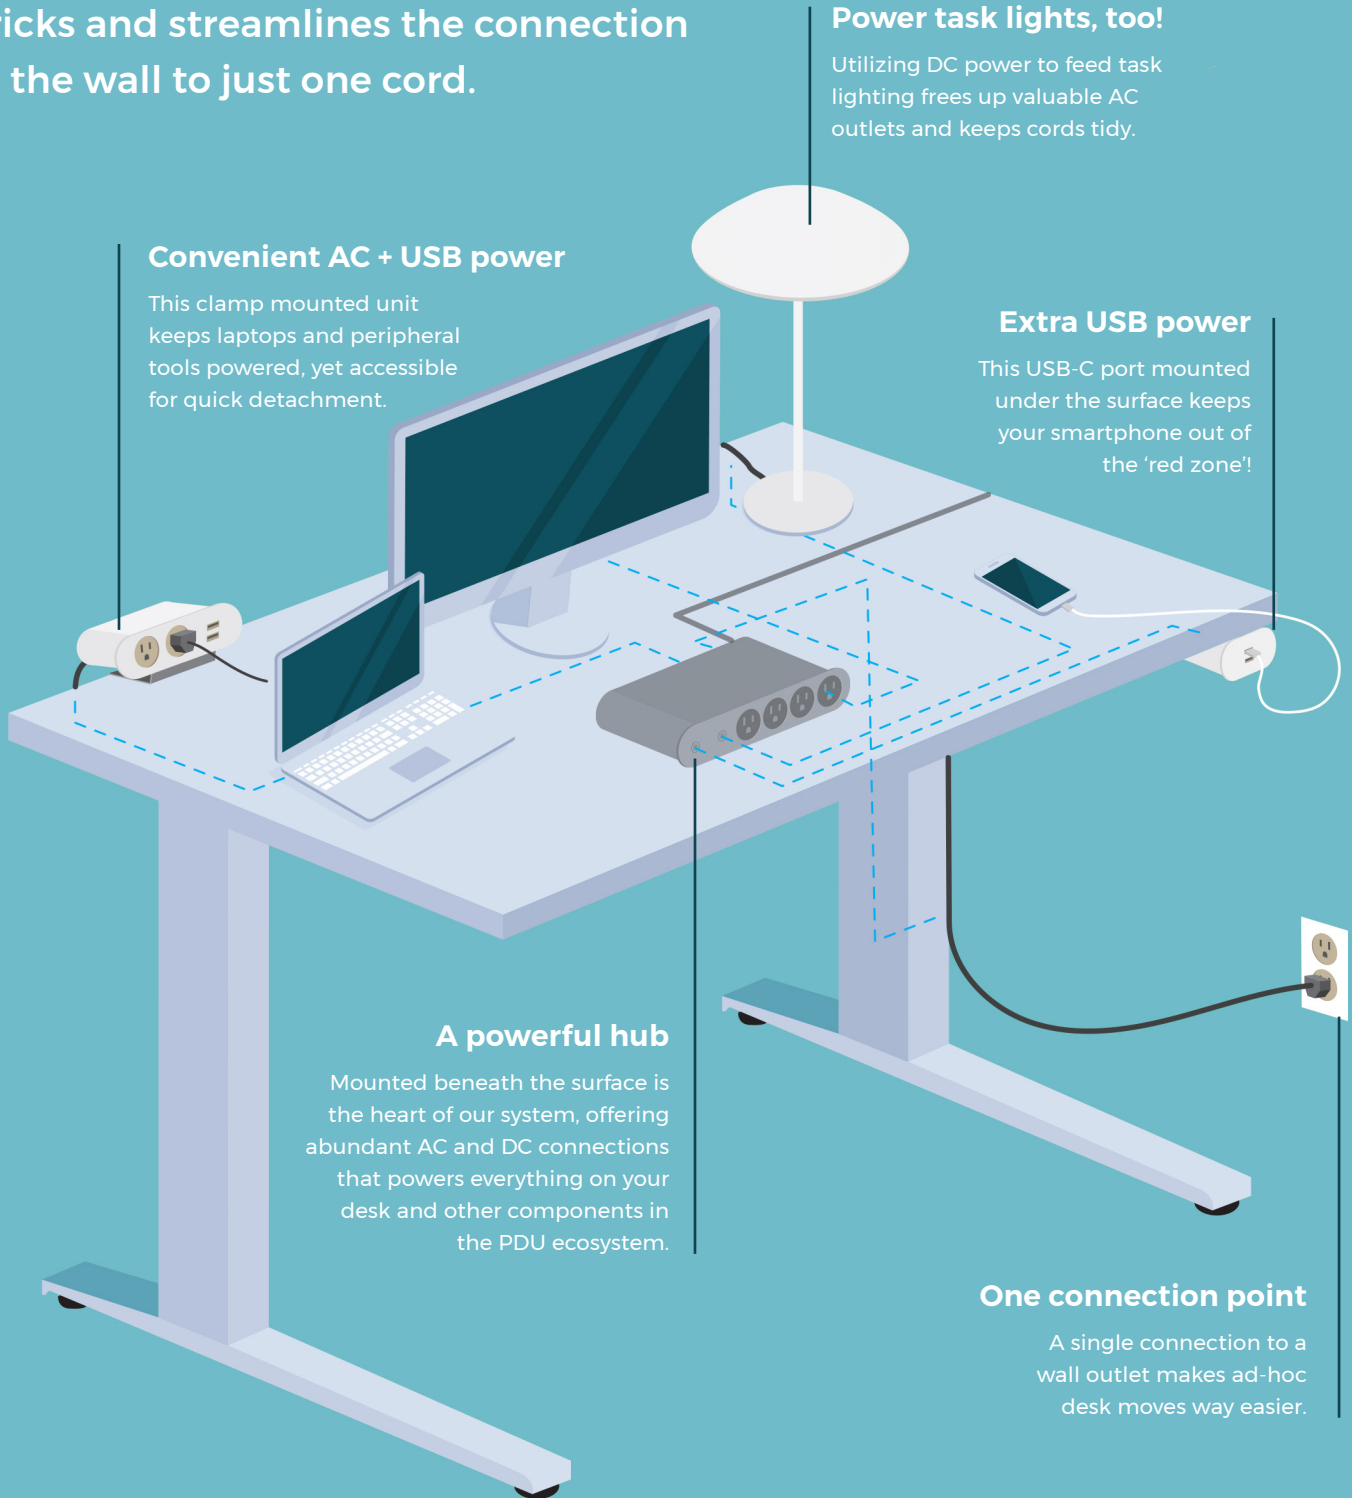 ricks and streamlines the connection
the wall to just one cord.
Power task lights, too!
Utilizing DC power to feed task
lighting frees up valuable AC
outlets and keeps cords tidy.
Convenient AC + USB power
This clamp mounted unit
keeps laptops and peripheral
tools powered, yet accessible
for quick detachment.
Extra USB power
This USB-C port mounted
under the surface keeps
your smartphone out of
the ‘red zone’!
A powerful hub
Mounted beneath the surface is
the heart of our system, offering
abundant AC and DC connections
that powers everything on your
desk and other components in
the PDU ecosystem.
One connection point
A single connection to a
wall outlet makes ad-hoc
desk moves way easier.